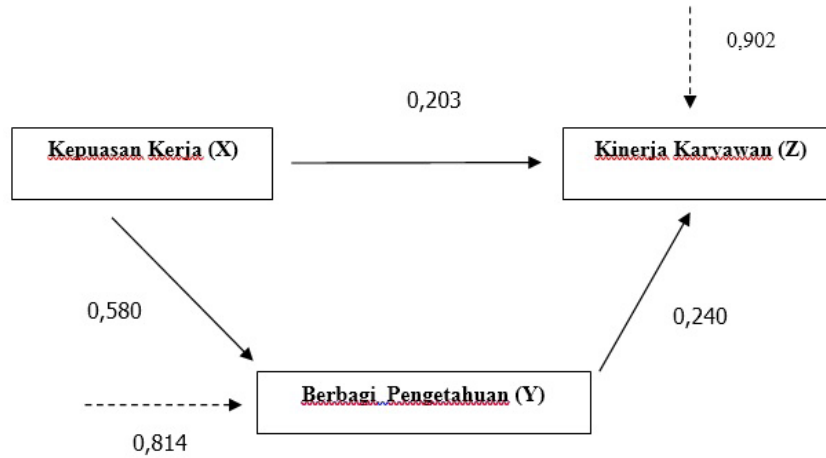 0,902
0,203
Kepuasan Kerja (X)
Kinerja Karyawan (Z)
0,580
0,240
Berbagi Pengetahuan (Y)
0,814